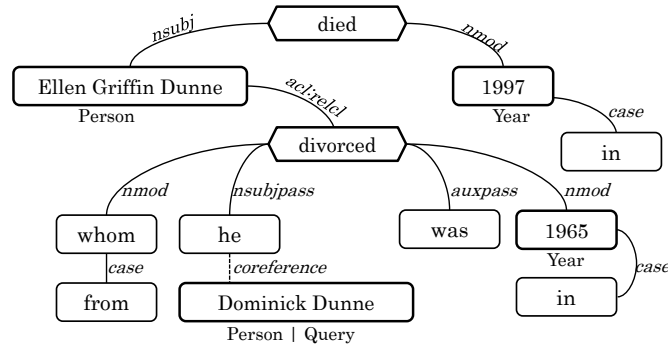 died
nsubj
nmod
Ellen Griffin Dunne
1997
acl:relcl
Person
Year
case
divorced
in
nmod
nsubjpass
auxpass
nmod
whom
he
was
1965
case
coreference
Year
case
from
Dominick Dunne
in
Person | Query